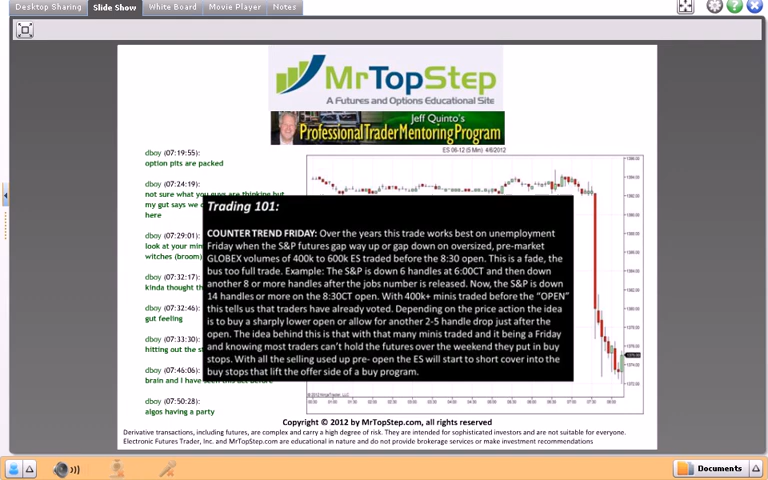 Desktop Sharing
Slide Show
White Board
Movie Player
Notes
MrTopStep
A Futures and Options Educational Site
Jeff Quinto's
Professional Trader Mentoring Program
ES 06-12 (5 Min) 4/6/2012
dboy (07:19:55):
option pits are packed
dboy (07:24:19):
not sure what you guys are thinking but
my gut says we
here
dboy (07:29:01)
look at your min
witches (broom)
dboy (07:32:17)
kinda thought th
dboy (07:32:46)
gut feeling
dboy (07:33:30)
hitting out the s
dboy (07:46:06)
brain and I have seen this act before
dboy (07:50:28)
algos having a party
Trading 101:
COUNTER TREND FRIDAY: Over the years this trade works best on unemployment
Friday when the S&P futures gap way up or gap down on oversized, pre-market
GLOBEX volumes of 400k to 600k ES traded before the 8:30 open. This is a fade, the
bus too full trade. Example: The S&P is down 6 handles at 6:00CT and then down
another 8 or more handles after the jobs number is released. Now, the S&P is down
14 handles or more on the 8:30CT open. With 400k+ minis traded before the “OPEN”
this tells us that traders have already voted. Depending on the price action the idea
is to buy a sharply lower open or allow for another 2-5 handle drop just after the
open. The idea behind this is that with that many minis traded and it being a Friday
and knowing most traders can't hold the futures over the weekend they put in buy
stops. With all the selling used up pre- open the ES will start to short cover into the
buy stops that lift the offer side of a buy program.
Copyright © 2012 by MrTopStep.com, all rights reserved
Derivative transactions, including futures, are complex and carry a high degree of risk. They are intended for sophisticated investors and are not suitable for everyone.
Electronic Futures Trader, Inc. and MrTopStep.com are educational in nature and do not provide brokerage services or make investment recommendations
Documents